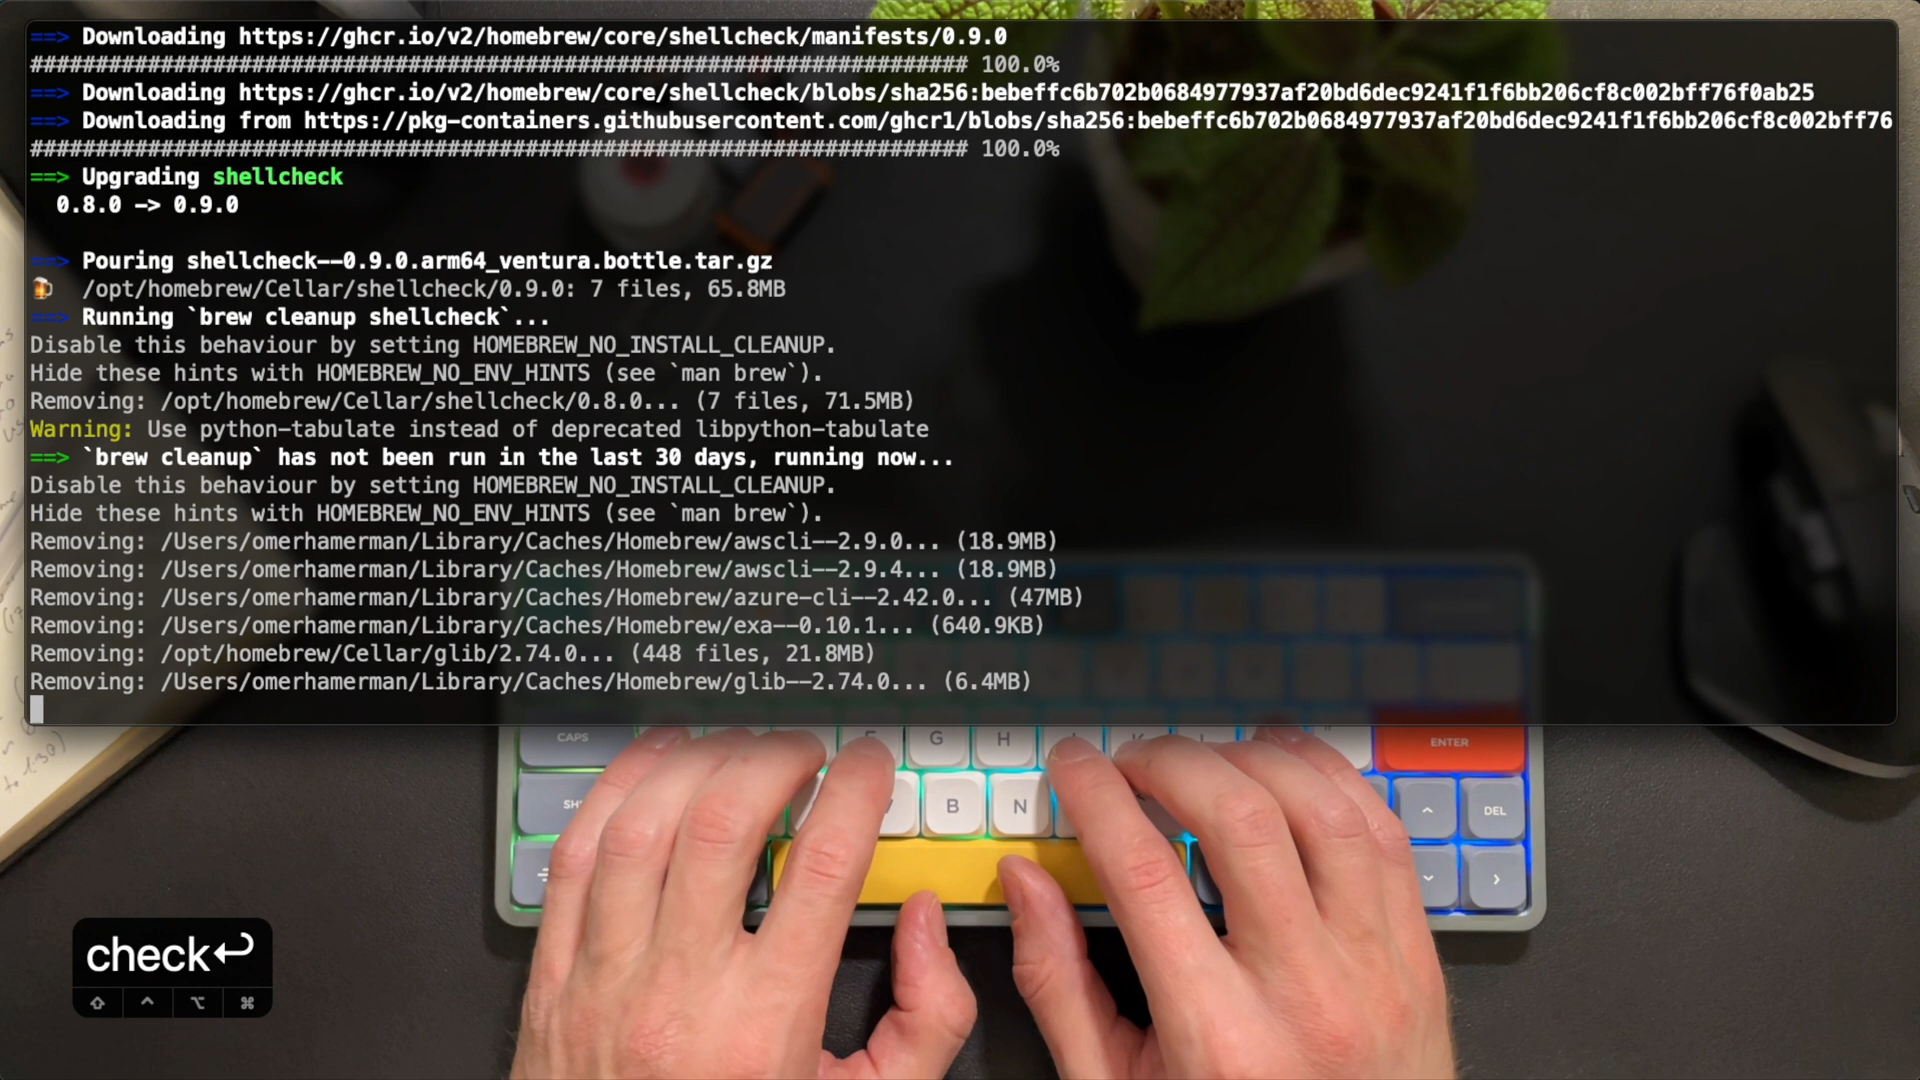 ==> Downloading https://ghcr.io/v2/homebrew/core/shellcheck/manifests/0.9.0
######################################################################## 100.0%
==> Downloading https://ghcr.io/v2/homebrew/core/shellcheck/blobs/sha256:bebeffc6b702b0684977937af20bd6dec9241f1f6bb206cf8c002bff76f0ab25
==> Downloading from https://pkg-containers.githubusercontent.com/ghcr1/blobs/sha256:bebeffc6b702b0684977937af20bd6dec9241f1f6bb206cf8c002bff76
######################################################################## 100.0%
==> Upgrading shellcheck
0.8.0 -> 0.9.0
==> Pouring shellcheck--0.9.0.arm64_ventura.bottle.tar.gz
🍺 /opt/homebrew/Cellar/shellcheck/0.9.0: 7 files, 65.8MB
==> Running `brew cleanup shellcheck`...
Disable this behaviour by setting HOMEBREW_NO_INSTALL_CLEANUP.
Hide these hints with HOMEBREW_NO_ENV_HINTS (see `man brew`).
Removing: /opt/homebrew/Cellar/shellcheck/0.8.0... (7 files, 71.5MB)
Warning: Use python-tabulate instead of deprecated libpython-tabulate
==> `brew cleanup` has not been run in the last 30 days, running now...
Disable this behaviour by setting HOMEBREW_NO_INSTALL_CLEANUP.
Hide these hints with HOMEBREW_NO_ENV_HINTS (see `man brew`).
Removing: /Users/omerhamerman/Library/Caches/Homebrew/awscli--2.9.0... (18.9MB)
Removing: /Users/omerhamerman/Library/Caches/Homebrew/awscli--2.9.4... (18.9MB)
Removing: /Users/omerhamerman/Library/Caches/Homebrew/azure-cli--2.42.0... (47MB)
Removing: /Users/omerhamerman/Library/Caches/Homebrew/exa--0.10.1... (640.9KB)
Removing: /opt/homebrew/Cellar/glib/2.74.0... (448 files, 21.8MB)
Removing: /Users/omerhamerman/Library/Caches/Homebrew/glib--2.74.0... (6.4MB)
CAPS G H ENTER
B N DEL
check↩
⇧ ⌃ ⌥ ⌘